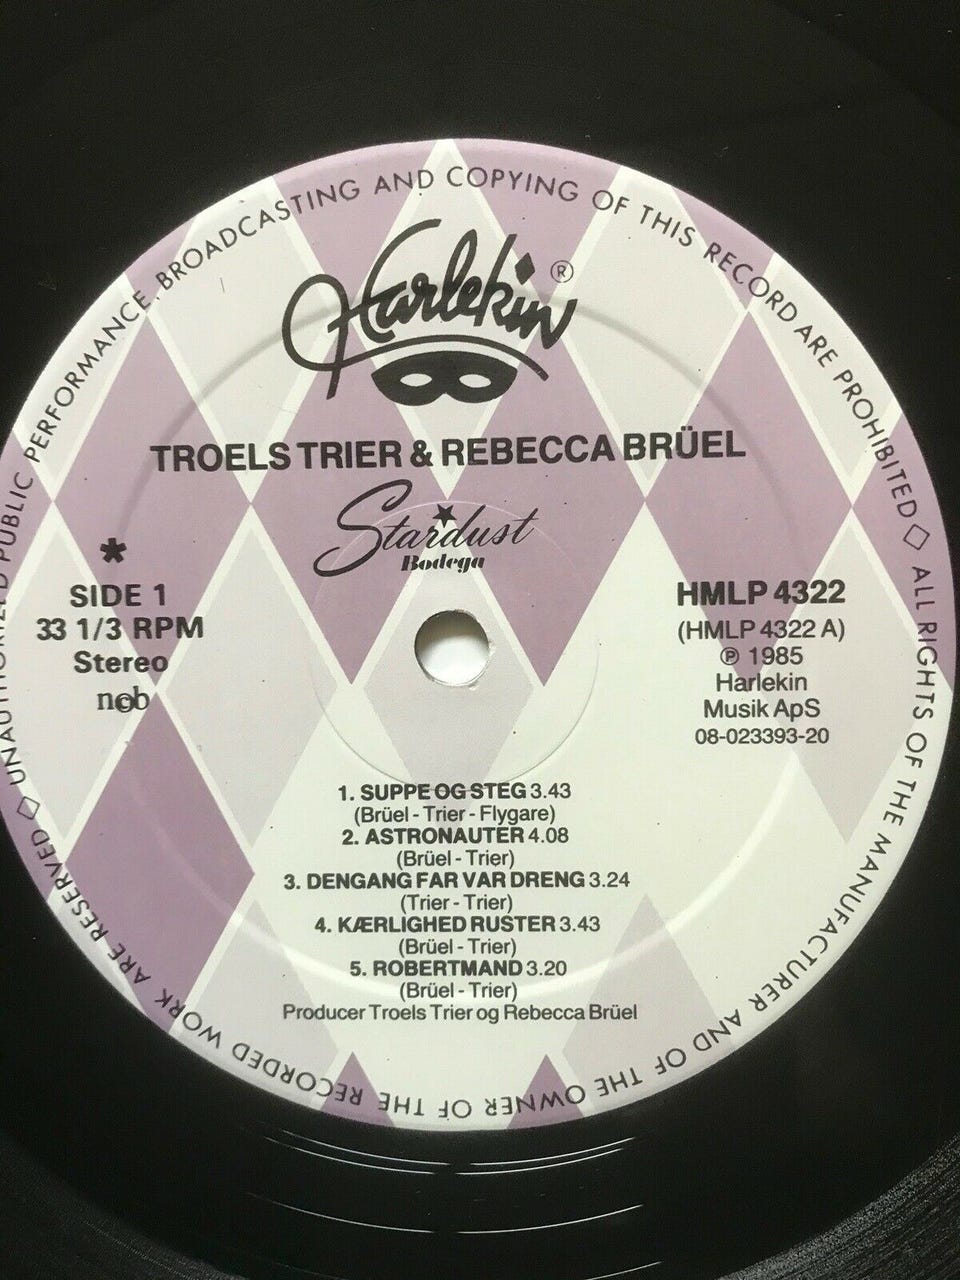 UNAUTHORIZED PUBLIC PERFORMANCE BROADCASTING AND COPYING OF THIS RECORD ARE PROHIBITED ◇ ALL RIGHTS OF THE MANUFACTURER AND OF THE OWNER OF THE RECORDED WORK ARE RESERVED ◇
Harlekin ®
TROELS TRIER & REBECCA BRÜEL
Stardust
Bodega
*
SIDE 1
33 1/3 RPM
Stereo
ncb
HMLP 4322
(HMLP 4322 A)
℗ 1985
Harlekin
Musik ApS
08-023393-20
1. SUPPE OG STEG 3.43
(Brüel - Trier - Flygare)
2. ASTRONAUTER 4.08
(Brüel - Trier)
3. DENGANG FAR VAR DRENG 3.24
(Trier - Trier)
4. KÆRLIGHED RUSTER 3.43
(Brüel - Trier)
5. ROBERTMAND 3.20
(Brüel - Trier)
Producer Troels Trier og Rebecca Brüel